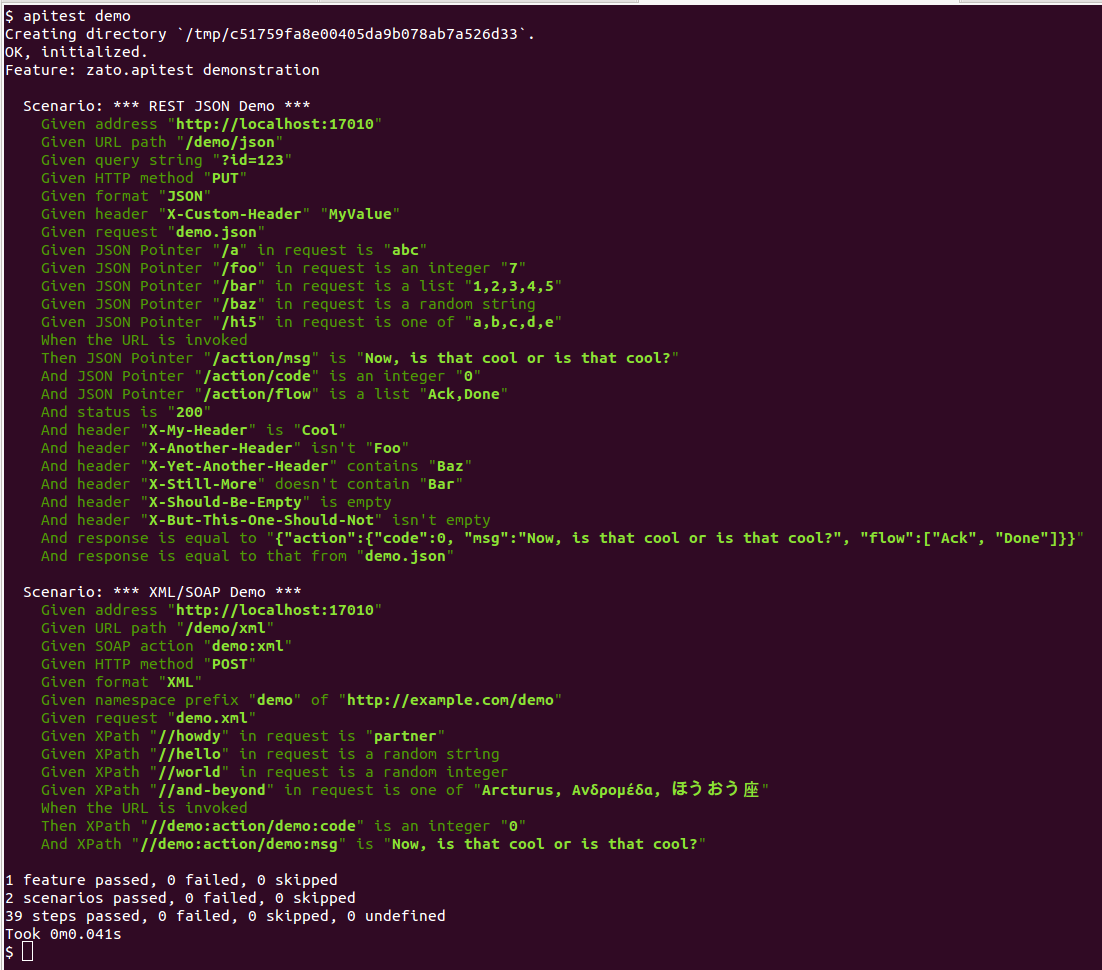 $ apitest demo
Creating directory `/tmp/c51759fa8e00405da9b078ab7a526d33`.
OK, initialized.
Feature: zato.apitest demonstration
Scenario: *** REST JSON Demo ***
Given address "http://localhost:17010"
Given URL path "/demo/json"
Given query string "?id=123"
Given HTTP method "PUT"
Given format "JSON"
Given header "X-Custom-Header" "MyValue"
Given request "demo.json"
Given JSON Pointer "/a" in request is "abc"
Given JSON Pointer "/foo" in request is an integer "7"
Given JSON Pointer "/bar" in request is a list "1,2,3,4,5"
Given JSON Pointer "/baz" in request is a random string
Given JSON Pointer "/hi5" in request is one of "a,b,c,d,e"
When the URL is invoked
Then JSON Pointer "/action/msg" is "Now, is that cool or is that cool?"
And JSON Pointer "/action/code" is an integer "0"
And JSON Pointer "/action/flow" is a list "Ack,Done"
And status is "200"
And header "X-My-Header" is "Cool"
And header "X-Another-Header" isn't "Foo"
And header "X-Yet-Another-Header" contains "Baz"
And header "X-Still-More" doesn't contain "Bar"
And header "X-Should-Be-Empty" is empty
And header "X-But-This-One-Should-Not" isn't empty
And response is equal to "{"action":{"code":0, "msg":"Now, is that cool or is that cool?", "flow":["Ack", "Done"]}}"
And response is equal to that from "demo.json"
Scenario: *** XML/SOAP Demo ***
Given address "http://localhost:17010"
Given URL path "/demo/xml"
Given SOAP action "demo:xml"
Given HTTP method "POST"
Given format "XML"
Given namespace prefix "demo" of "http://example.com/demo"
Given request "demo.xml"
Given XPath "//howdy" in request is "partner"
Given XPath "//hello" in request is a random string
Given XPath "//world" in request is a random integer
Given XPath "//and-beyond" in request is one of "Arcturus, Ανδρομέδα, ほうおう座"
When the URL is invoked
Then XPath "//demo:action/demo:code" is an integer "0"
And XPath "//demo:action/demo:msg" is "Now, is that cool or is that cool?"
1 feature passed, 0 failed, 0 skipped
2 scenarios passed, 0 failed, 0 skipped
39 steps passed, 0 failed, 0 skipped, 0 undefined
Took 0m0.041s
$